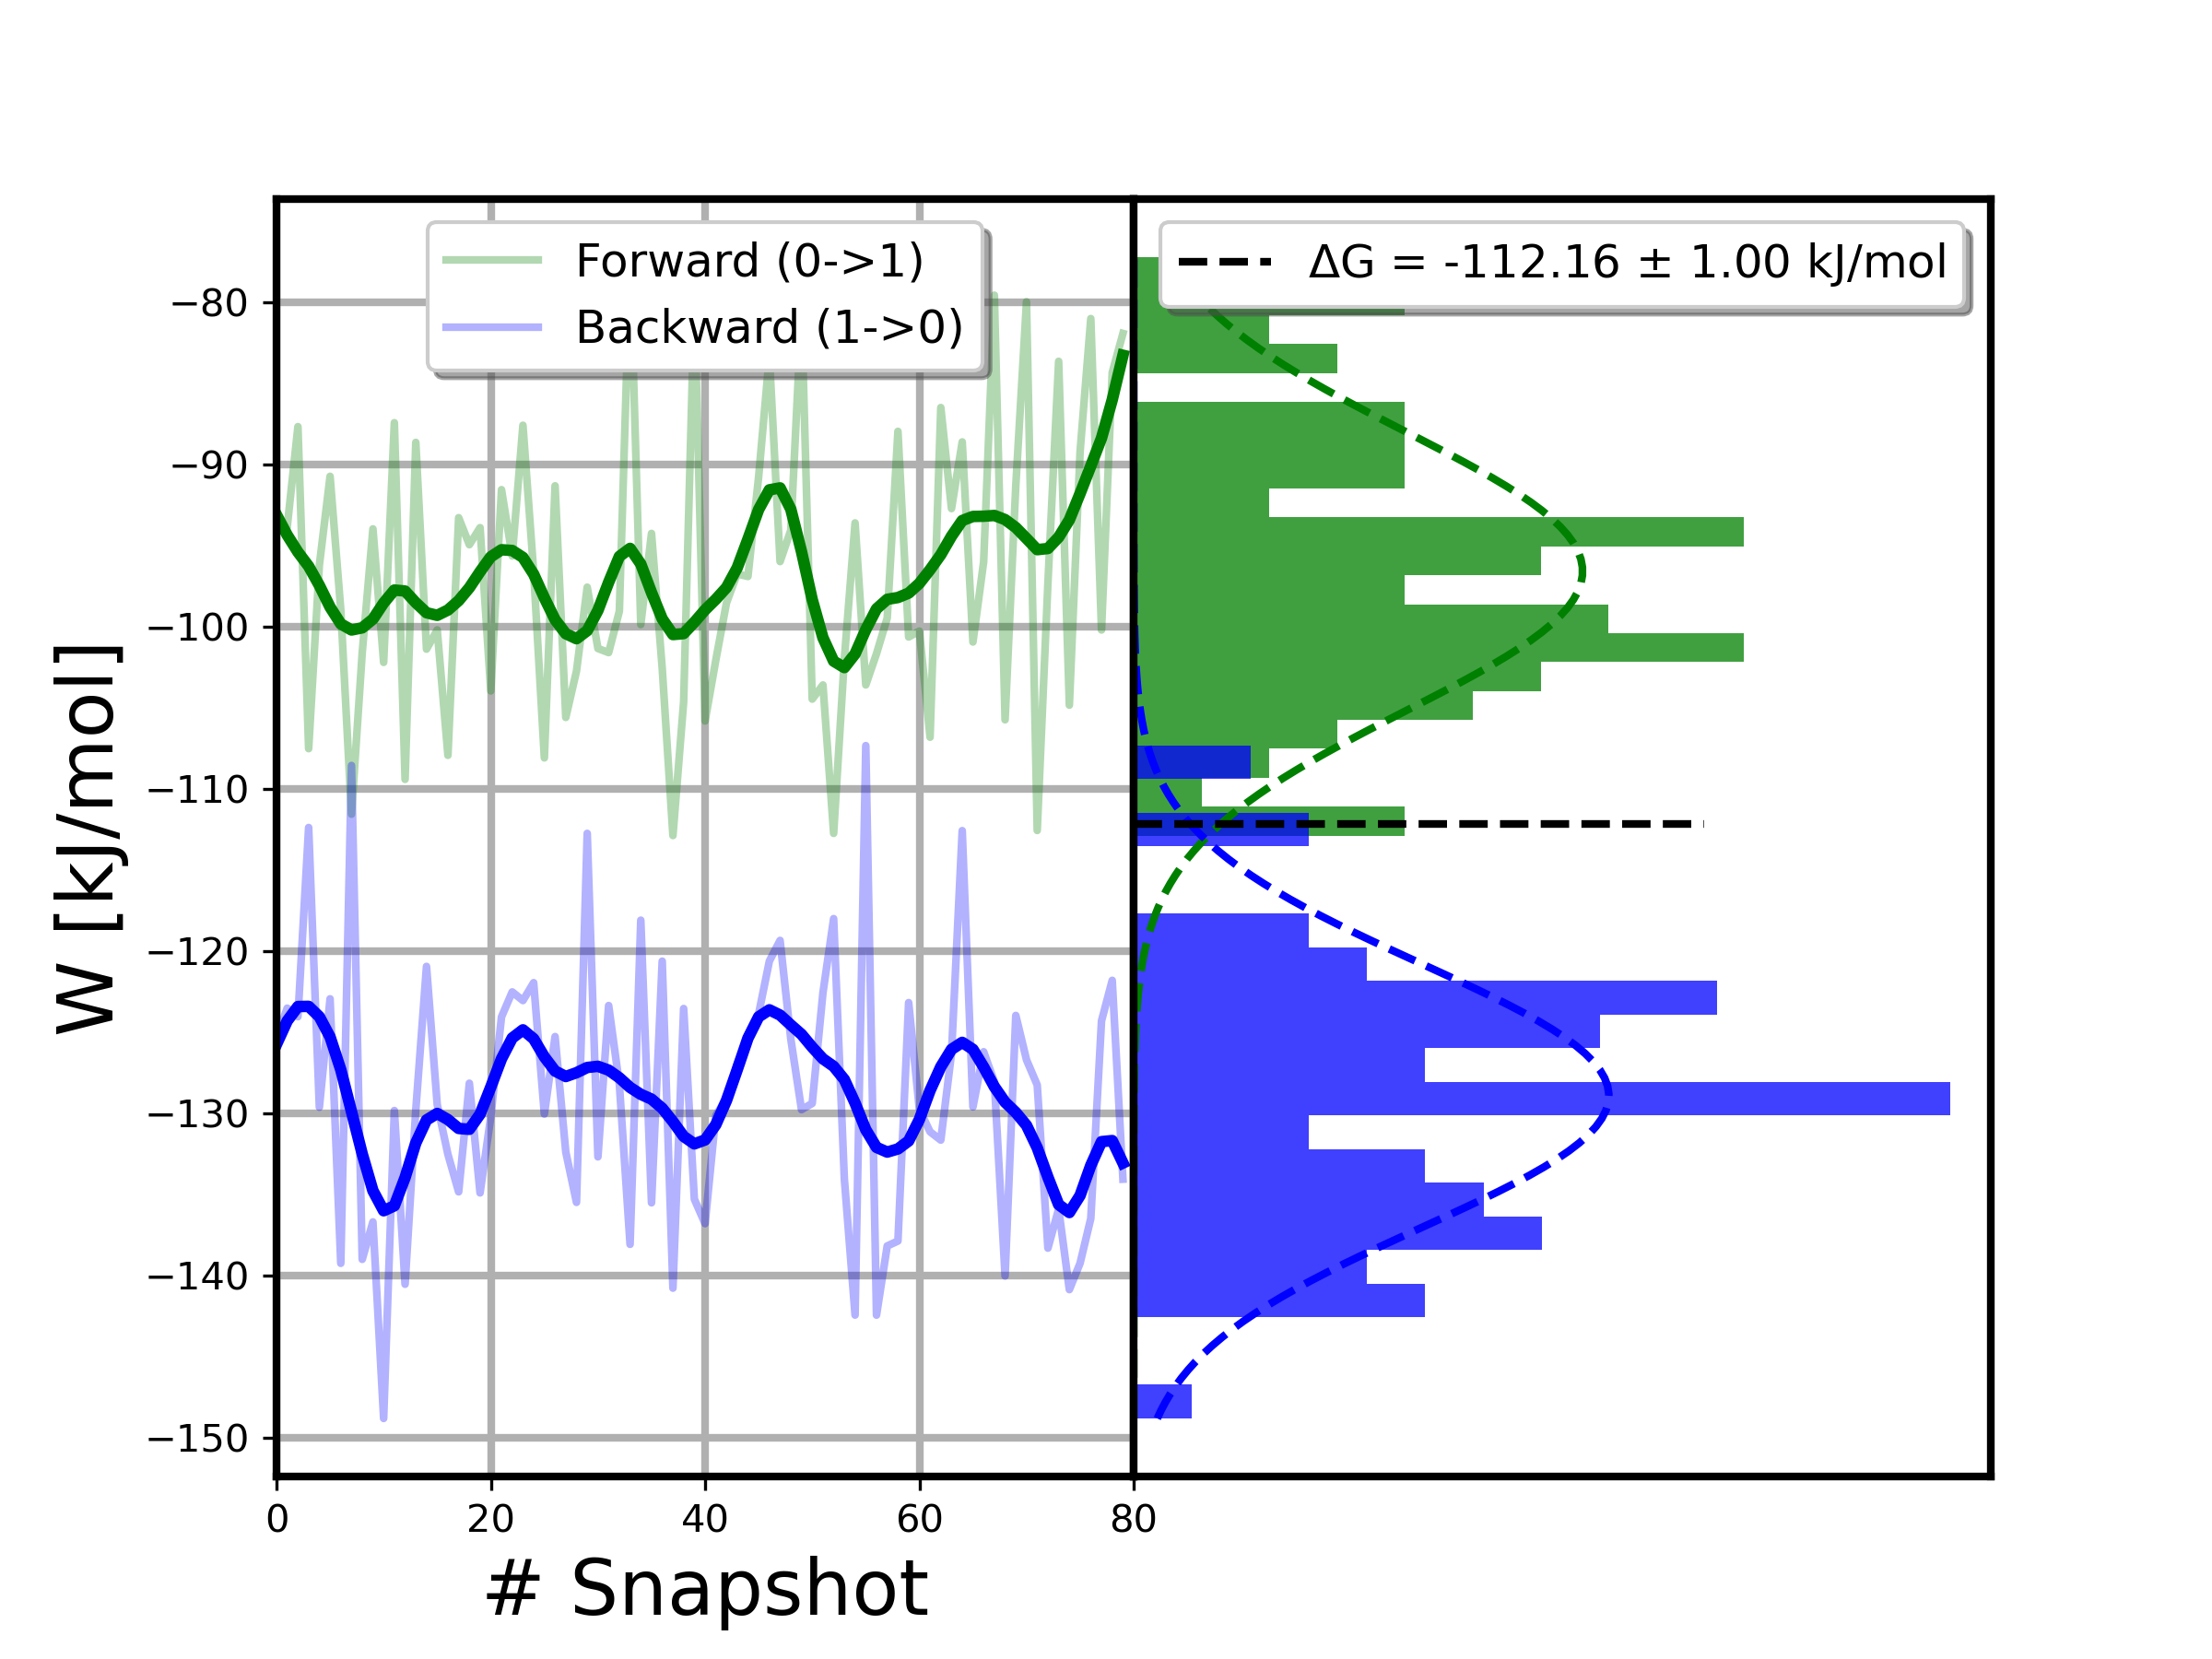 Forward (0->1)
Backward (1->0)
ΔG = -112.16 ± 1.00 kJ/mol
W [kJ/mol]
−80
−90
−100
−110
−120
−130
−140
−150
0 20 40 60 80
# Snapshot